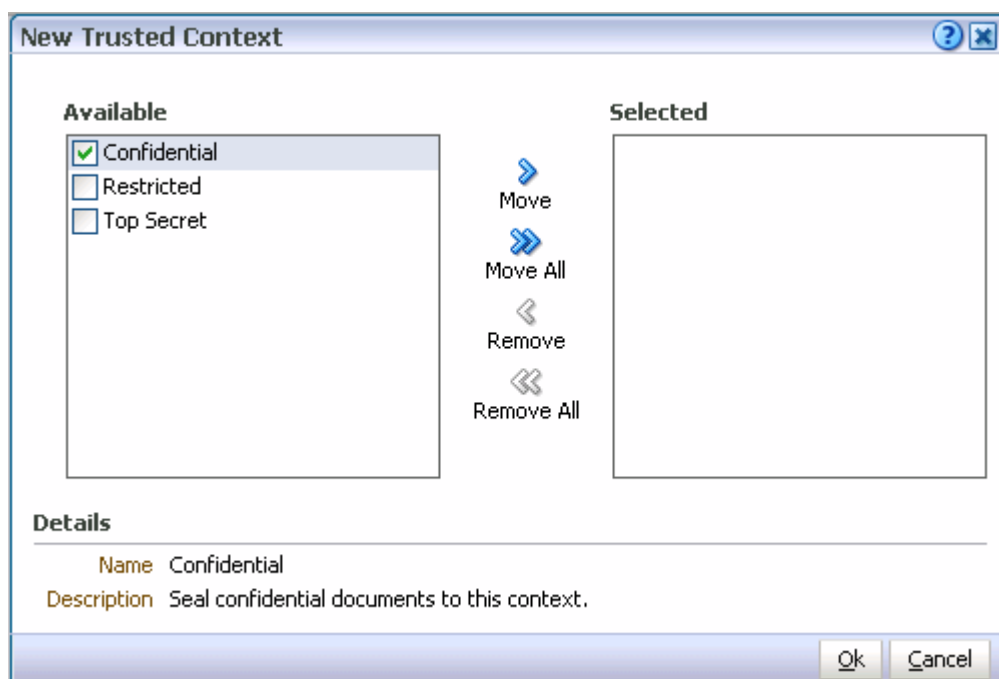 New Trusted Context
Available
Selected
Confidential
Restricted
Top Secret
Move
Move All
Remove
Remove All
Details
Name Confidential
Description Seal confidential documents to this context.
Ok Cancel